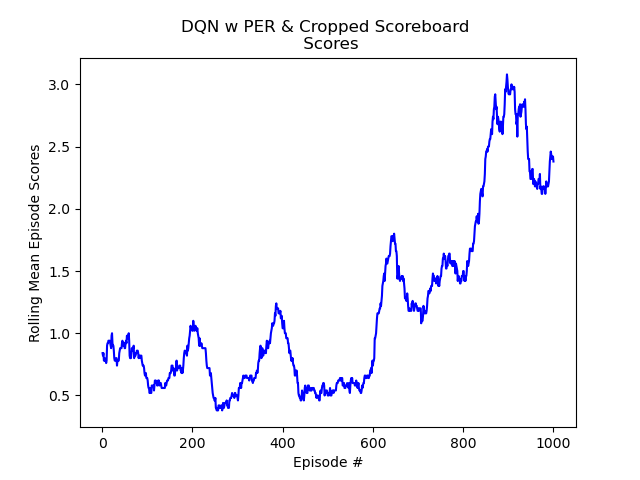 DQN w PER & Cropped Scoreboard
Scores
Rolling Mean Episode Scores
3.0
2.5
2.0
1.5
1.0
0.5
0 200 400 600 800 1000
Episode #